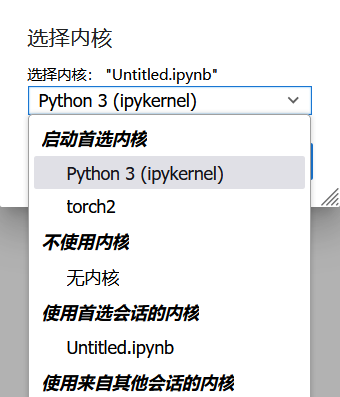 选择内核
选择内核： "Untitled.ipynb"
Python 3 (ipykernel)
启动首选内核
Python 3 (ipykernel)
torch2
不使用内核
无内核
使用首选会话的内核
Untitled.ipynb
使用来自其他会话的内核